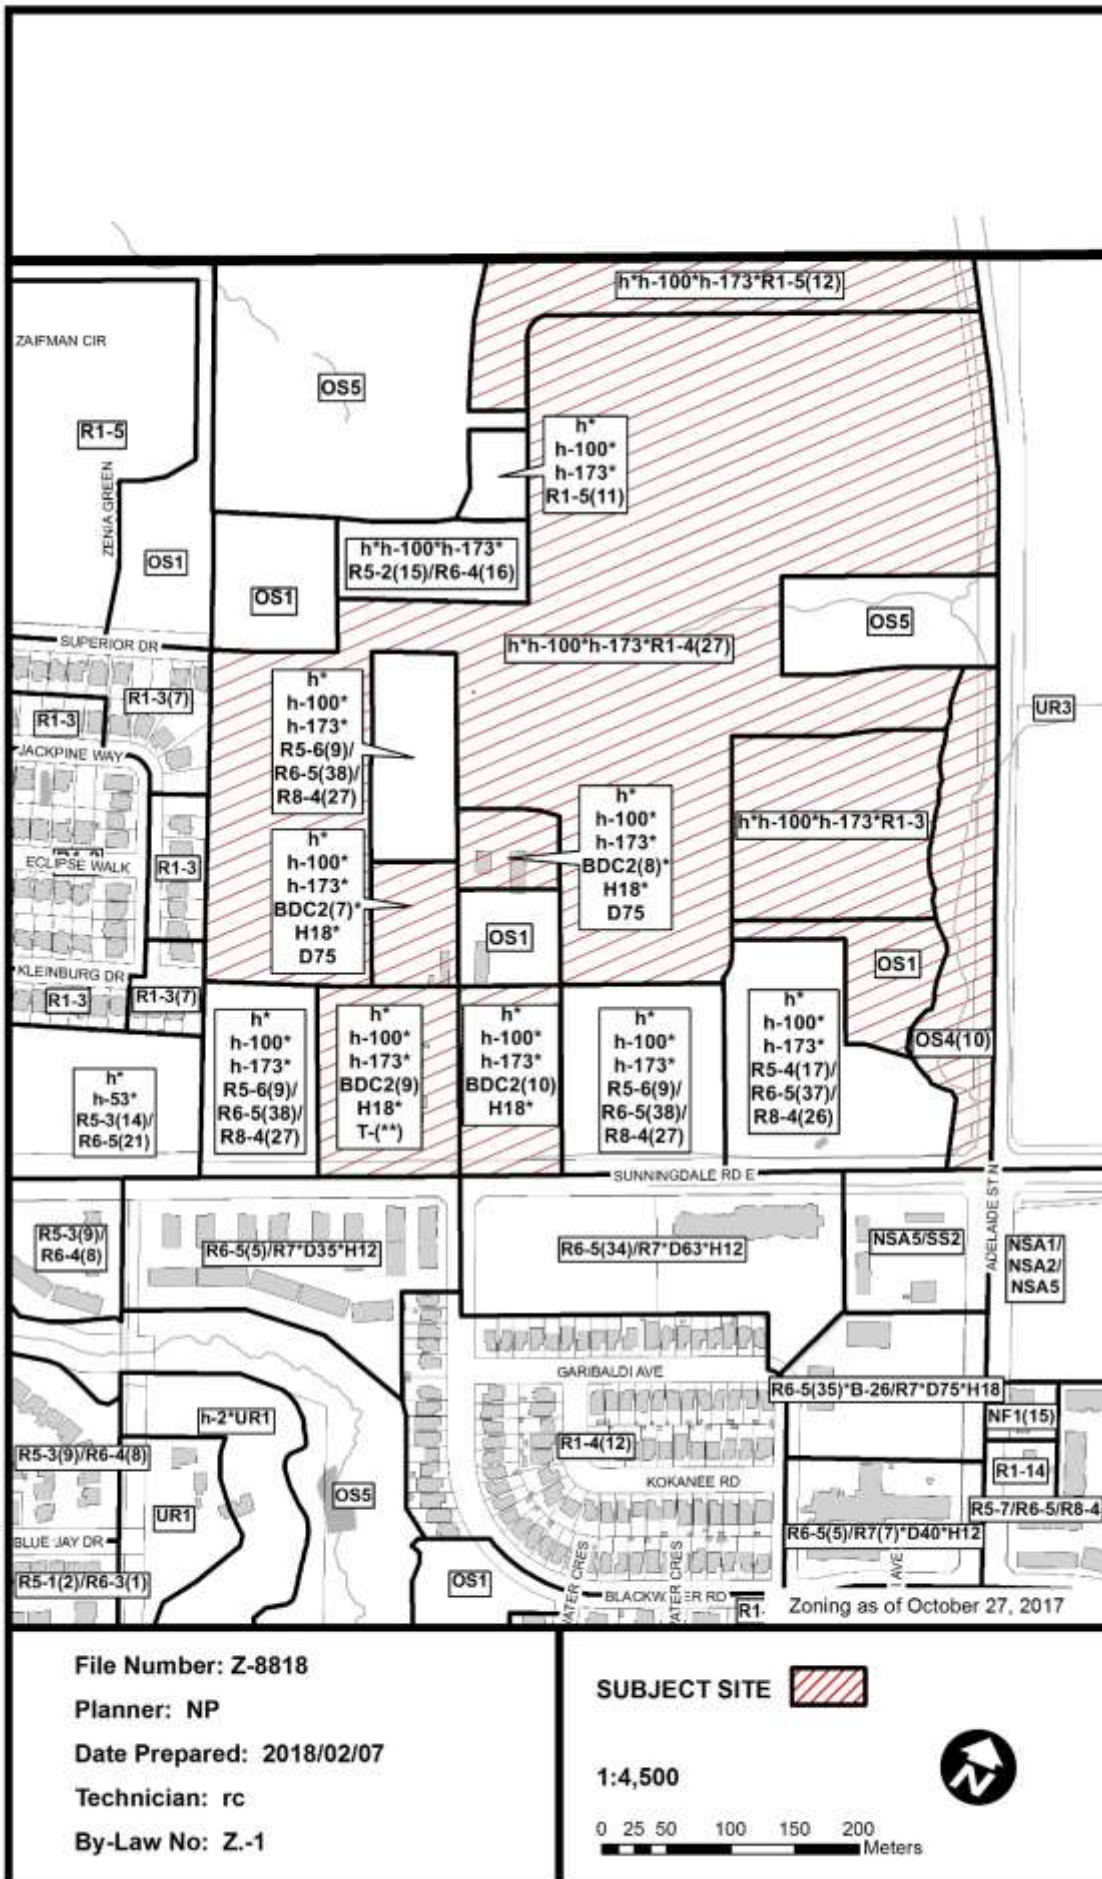 h*h-100*h-173*R1-5(12)
ZAIFMAN CIR
OS5
R1-5
h*
h-100*
h-173*
R1-5(11)
ZENIA GREEN
OS1
h*h-100*h-173*
R5-2(15)/R6-4(16)
OS1
OS5
SUPERIOR DR
h*h-100*h-173*R1-4(27)
R1-3(7)
h*
h-100*
h-173*
R5-6(9)/
R6-5(38)/
R8-4(27)
UR3
R1-3
JACKPINE WAY
h*
h-100*
h-173*
BDC2(8)*
H18*
D75
h*h-100*h-173*R1-3
ECLIPSE WALK
R1-3
h*
h-100*
h-173*
BDC2(7)*
H18*
D75
OS1
OS1
KLEINBURG DR
R1-3
R1-3(7)
h*
h-100*
h-173*
R5-6(9)/
R6-5(38)/
R8-4(27)
h*
h-100*
h-173*
BDC2(9)
H18*
T-(**)
h*
h-100*
h-173*
BDC2(10)
H18*
h*
h-100*
h-173*
R5-6(9)/
R6-5(38)/
R8-4(27)
h*
h-100*
h-173*
R5-4(17)/
R6-5(37)/
R8-4(26)
OS4(10)
h*
h-53*
R5-3(14)/
R6-5(21)
SUNNINGDALE RD E
ADELAIDE ST N
R5-3(9)/
R6-4(8)
R6-5(5)/R7*D35*H12
R6-5(34)/R7*D63*H12
NSA5/SS2
NSA1/
NSA2/
NSA5
GARIBALDI AVE
R6-5(35)*B-26/R7*D75*H18
h-2*UR1
NF1(15)
R5-3(9)/R6-4(8)
R1-4(12)
R1-14
KOKANEE RD
OS5
UR1
R5-7/R6-5/R8-4
BLUE JAY DR
R6-5(5)/R7(7)*D40*H12
R5-1(2)/R6-3(1)
OS1
WATER CRES
WATER CRES
AVE
BLACKW ER RD
R1-
Zoning as of October 27, 2017
File Number: Z-8818
Planner: NP
Date Prepared: 2018/02/07
Technician: rc
By-Law No: Z.-1
SUBJECT SITE
1:4,500
N
0 25 50 100 150 200
Meters